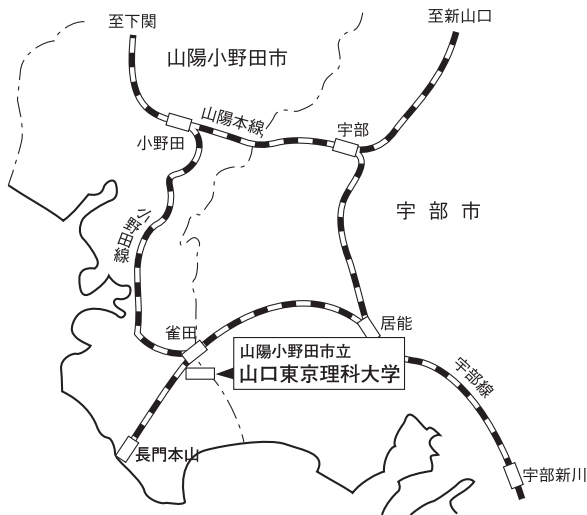 至下関
至新山口
山陽小野田市
山陽本線
宇部
小野田
宇部市
小野田線
居能
雀田
山陽小野田市立
山口東京理科大学
宇部線
長門本山
宇部新川